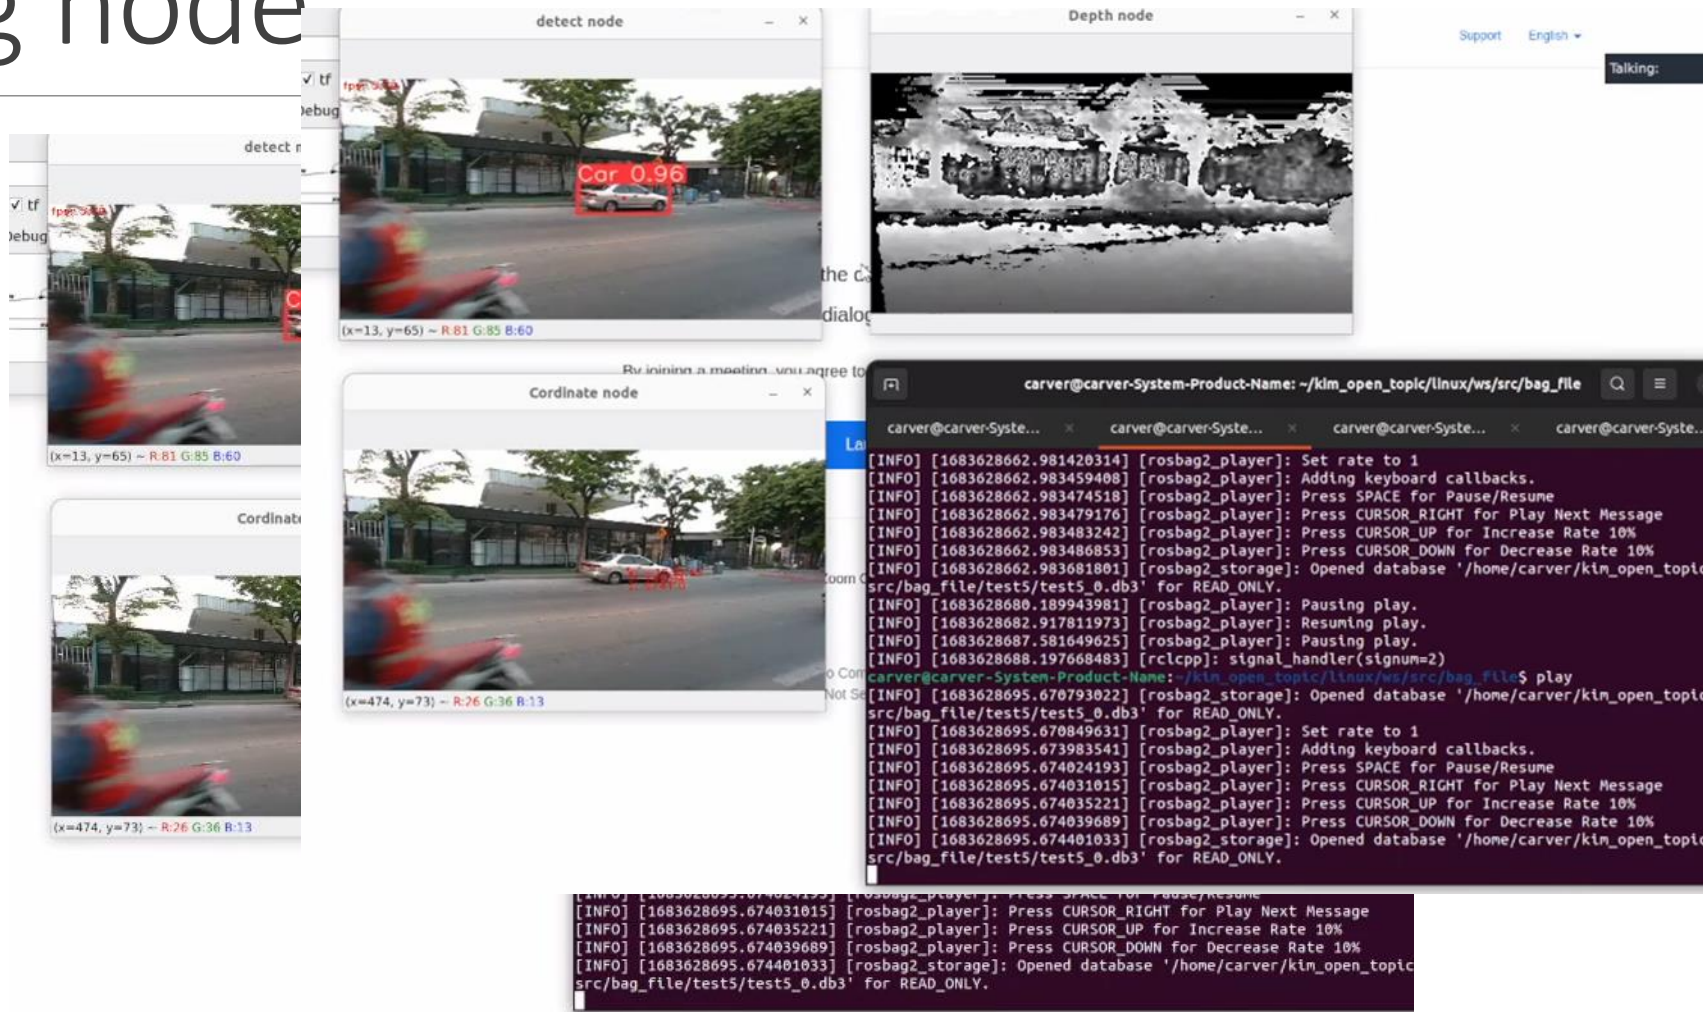 g node
detect node
Depth node
Support English
Talking:
tf
Debug
Car 0.96
(x=13, y=65) ~ R:81 G:85 B:60
the c
dialog
By joining a meeting, you agree to
La
Cordinate node
(x=474, y=73) ~ R:26 G:36 B:13
Not Se
carver@carver-System-Product-Name: ~/kim_open_topic/linux/ws/src/bag_file
carver@carver-Syste... carver@carver-Syste... carver@carver-Syste... carver@carver-Syste...
[INFO] [1683628662.981420314] [rosbag2_player]: Set rate to 1
[INFO] [1683628662.983459408] [rosbag2_player]: Adding keyboard callbacks.
[INFO] [1683628662.983474518] [rosbag2_player]: Press SPACE for Pause/Resume
[INFO] [1683628662.983479176] [rosbag2_player]: Press CURSOR_RIGHT for Play Next Message
[INFO] [1683628662.983483242] [rosbag2_player]: Press CURSOR_UP for Increase Rate 10%
[INFO] [1683628662.983486853] [rosbag2_player]: Press CURSOR_DOWN for Decrease Rate 10%
[INFO] [1683628662.983681801] [rosbag2_storage]: Opened database '/home/carver/kim_open_topic
src/bag_file/test5/test5_0.db3' for READ_ONLY.
[INFO] [1683628680.189943981] [rosbag2_player]: Pausing play.
[INFO] [1683628682.917811973] [rosbag2_player]: Resuming play.
[INFO] [1683628687.581649625] [rosbag2_player]: Pausing play.
[INFO] [1683628688.197668483] [rclcpp]: signal_handler(signum=2)
carver@carver-System-Product-Name:~/kim_open_topic/linux/ws/src/bag_file$ play
[INFO] [1683628695.670793022] [rosbag2_storage]: Opened database '/home/carver/kim_open_topic
src/bag_file/test5/test5_0.db3' for READ_ONLY.
[INFO] [1683628695.670849631] [rosbag2_player]: Set rate to 1
[INFO] [1683628695.673983541] [rosbag2_player]: Adding keyboard callbacks.
[INFO] [1683628695.674024193] [rosbag2_player]: Press SPACE for Pause/Resume
[INFO] [1683628695.674031015] [rosbag2_player]: Press CURSOR_RIGHT for Play Next Message
[INFO] [1683628695.674035221] [rosbag2_player]: Press CURSOR_UP for Increase Rate 10%
[INFO] [1683628695.674039689] [rosbag2_player]: Press CURSOR_DOWN for Decrease Rate 10%
[INFO] [1683628695.674401033] [rosbag2_storage]: Opened database '/home/carver/kim_open_topic
src/bag_file/test5/test5_0.db3' for READ_ONLY.
detect n
tf
Debug
(x=13, y=65) ~ R:81 G:85 B:60
Cordinate
(x=474, y=73) ~ R:26 G:36 B:13
[INFO] [1683628695.674024193] [rosbag2_player]: Press SPACE for Pause/Resume
[INFO] [1683628695.674031015] [rosbag2_player]: Press CURSOR_RIGHT for Play Next Message
[INFO] [1683628695.674035221] [rosbag2_player]: Press CURSOR_UP for Increase Rate 10%
[INFO] [1683628695.674039689] [rosbag2_player]: Press CURSOR_DOWN for Decrease Rate 10%
[INFO] [1683628695.674401033] [rosbag2_storage]: Opened database '/home/carver/kim_open_topic
src/bag_file/test5/test5_0.db3' for READ_ONLY.